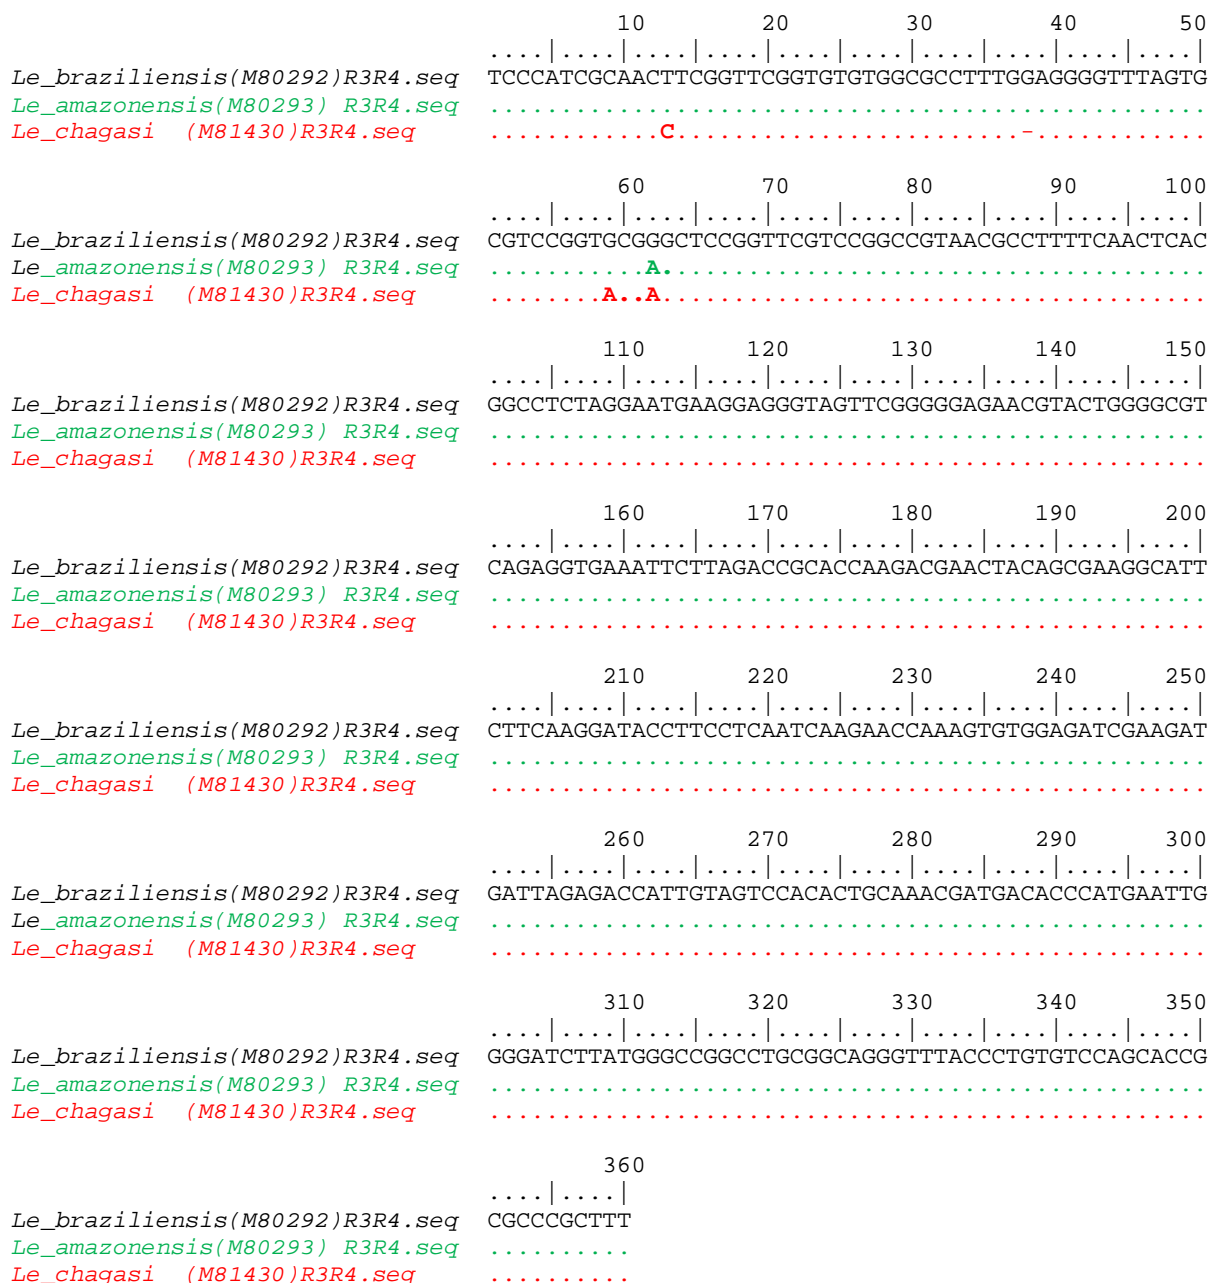 10 20 30 40 50
....|....|....|....|....|....|....|....|....|....|
Le_braziliensis(M80292)R3R4.seq TCCCATCGCAACTTCGGTTCGGTGTGTGGCGCCTTTGGAGGGGTTTAGTG
Le_amazonensis(M80293) R3R4.seq ..................................................
Le_chagasi (M81430)R3R4.seq ............C........................-............
60 70 80 90 100
....|....|....|....|....|....|....|....|....|....|
Le_braziliensis(M80292)R3R4.seq CGTCCGGTGCGGGCTCCGGTTCGTCCGGCCGTAACGCCTTTTCAACTCAC
Le_amazonensis(M80293) R3R4.seq ...........A......................................
Le_chagasi (M81430)R3R4.seq ........A..A......................................
110 120 130 140 150
....|....|....|....|....|....|....|....|....|....|
Le_braziliensis(M80292)R3R4.seq GGCCTCTAGGAATGAAGGAGGGTAGTTCGGGGGAGAACGTACTGGGGCGT
Le_amazonensis(M80293) R3R4.seq ..................................................
Le_chagasi (M81430)R3R4.seq ..................................................
160 170 180 190 200
....|....|....|....|....|....|....|....|....|....|
Le_braziliensis(M80292)R3R4.seq CAGAGGTGAAATTCTTAGACCGCACCAAGACGAACTACAGCGAAGGCATT
Le_amazonensis(M80293) R3R4.seq ..................................................
Le_chagasi (M81430)R3R4.seq ..................................................
210 220 230 240 250
....|....|....|....|....|....|....|....|....|....|
Le_braziliensis(M80292)R3R4.seq CTTCAAGGATACCTTCCTCAATCAAGAACCAAAGTGTGGAGATCGAAGAT
Le_amazonensis(M80293) R3R4.seq ..................................................
Le_chagasi (M81430)R3R4.seq ..................................................
260 270 280 290 300
....|....|....|....|....|....|....|....|....|....|
Le_braziliensis(M80292)R3R4.seq GATTAGAGACCATTGTAGTCCACACTGCAAACGATGACACCCATGAATTG
Le_amazonensis(M80293) R3R4.seq ..................................................
Le_chagasi (M81430)R3R4.seq ..................................................
310 320 330 340 350
....|....|....|....|....|....|....|....|....|....|
Le_braziliensis(M80292)R3R4.seq GGGATCTTATGGGCCGGCCTGCGGCAGGGTTTACCCTGTGTCCAGCACCG
Le_amazonensis(M80293) R3R4.seq ..................................................
Le_chagasi (M81430)R3R4.seq ..................................................
360
....|....|
Le_braziliensis(M80292)R3R4.seq CGCCCGCTTT
Le_amazonensis(M80293) R3R4.seq ..........
Le_chagasi (M81430)R3R4.seq ..........